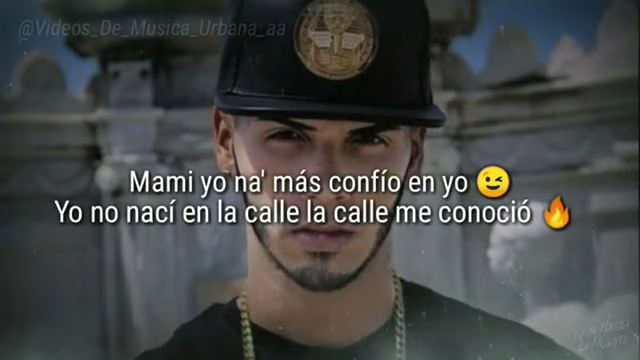 @Videos_De_Musica_Urbana_aa
Mami yo na' más confío en yo 😉
Yo no nací en la calle la calle me conoció 🔥